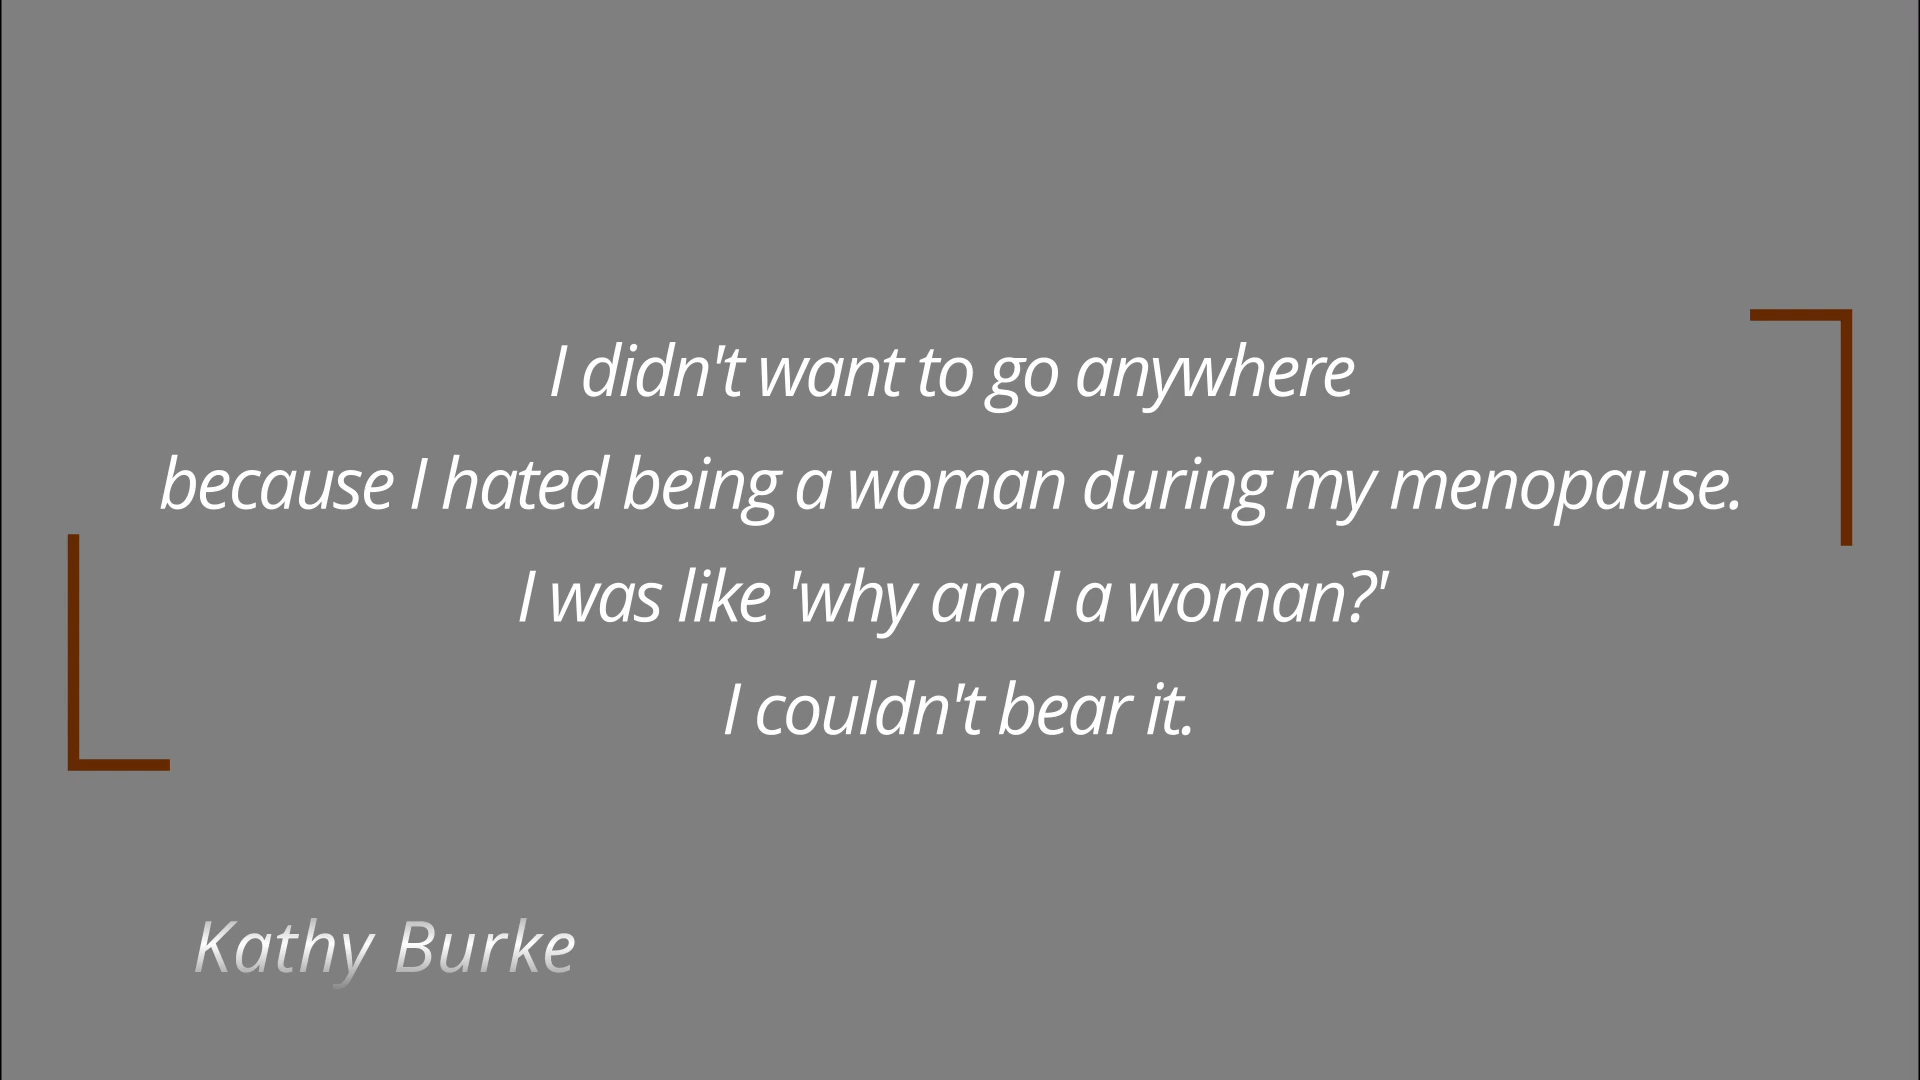 I didn't want to go anywhere
because I hated being a woman during my menopause.
I was like 'why am I a woman?'
I couldn't bear it.
Kathy Burke